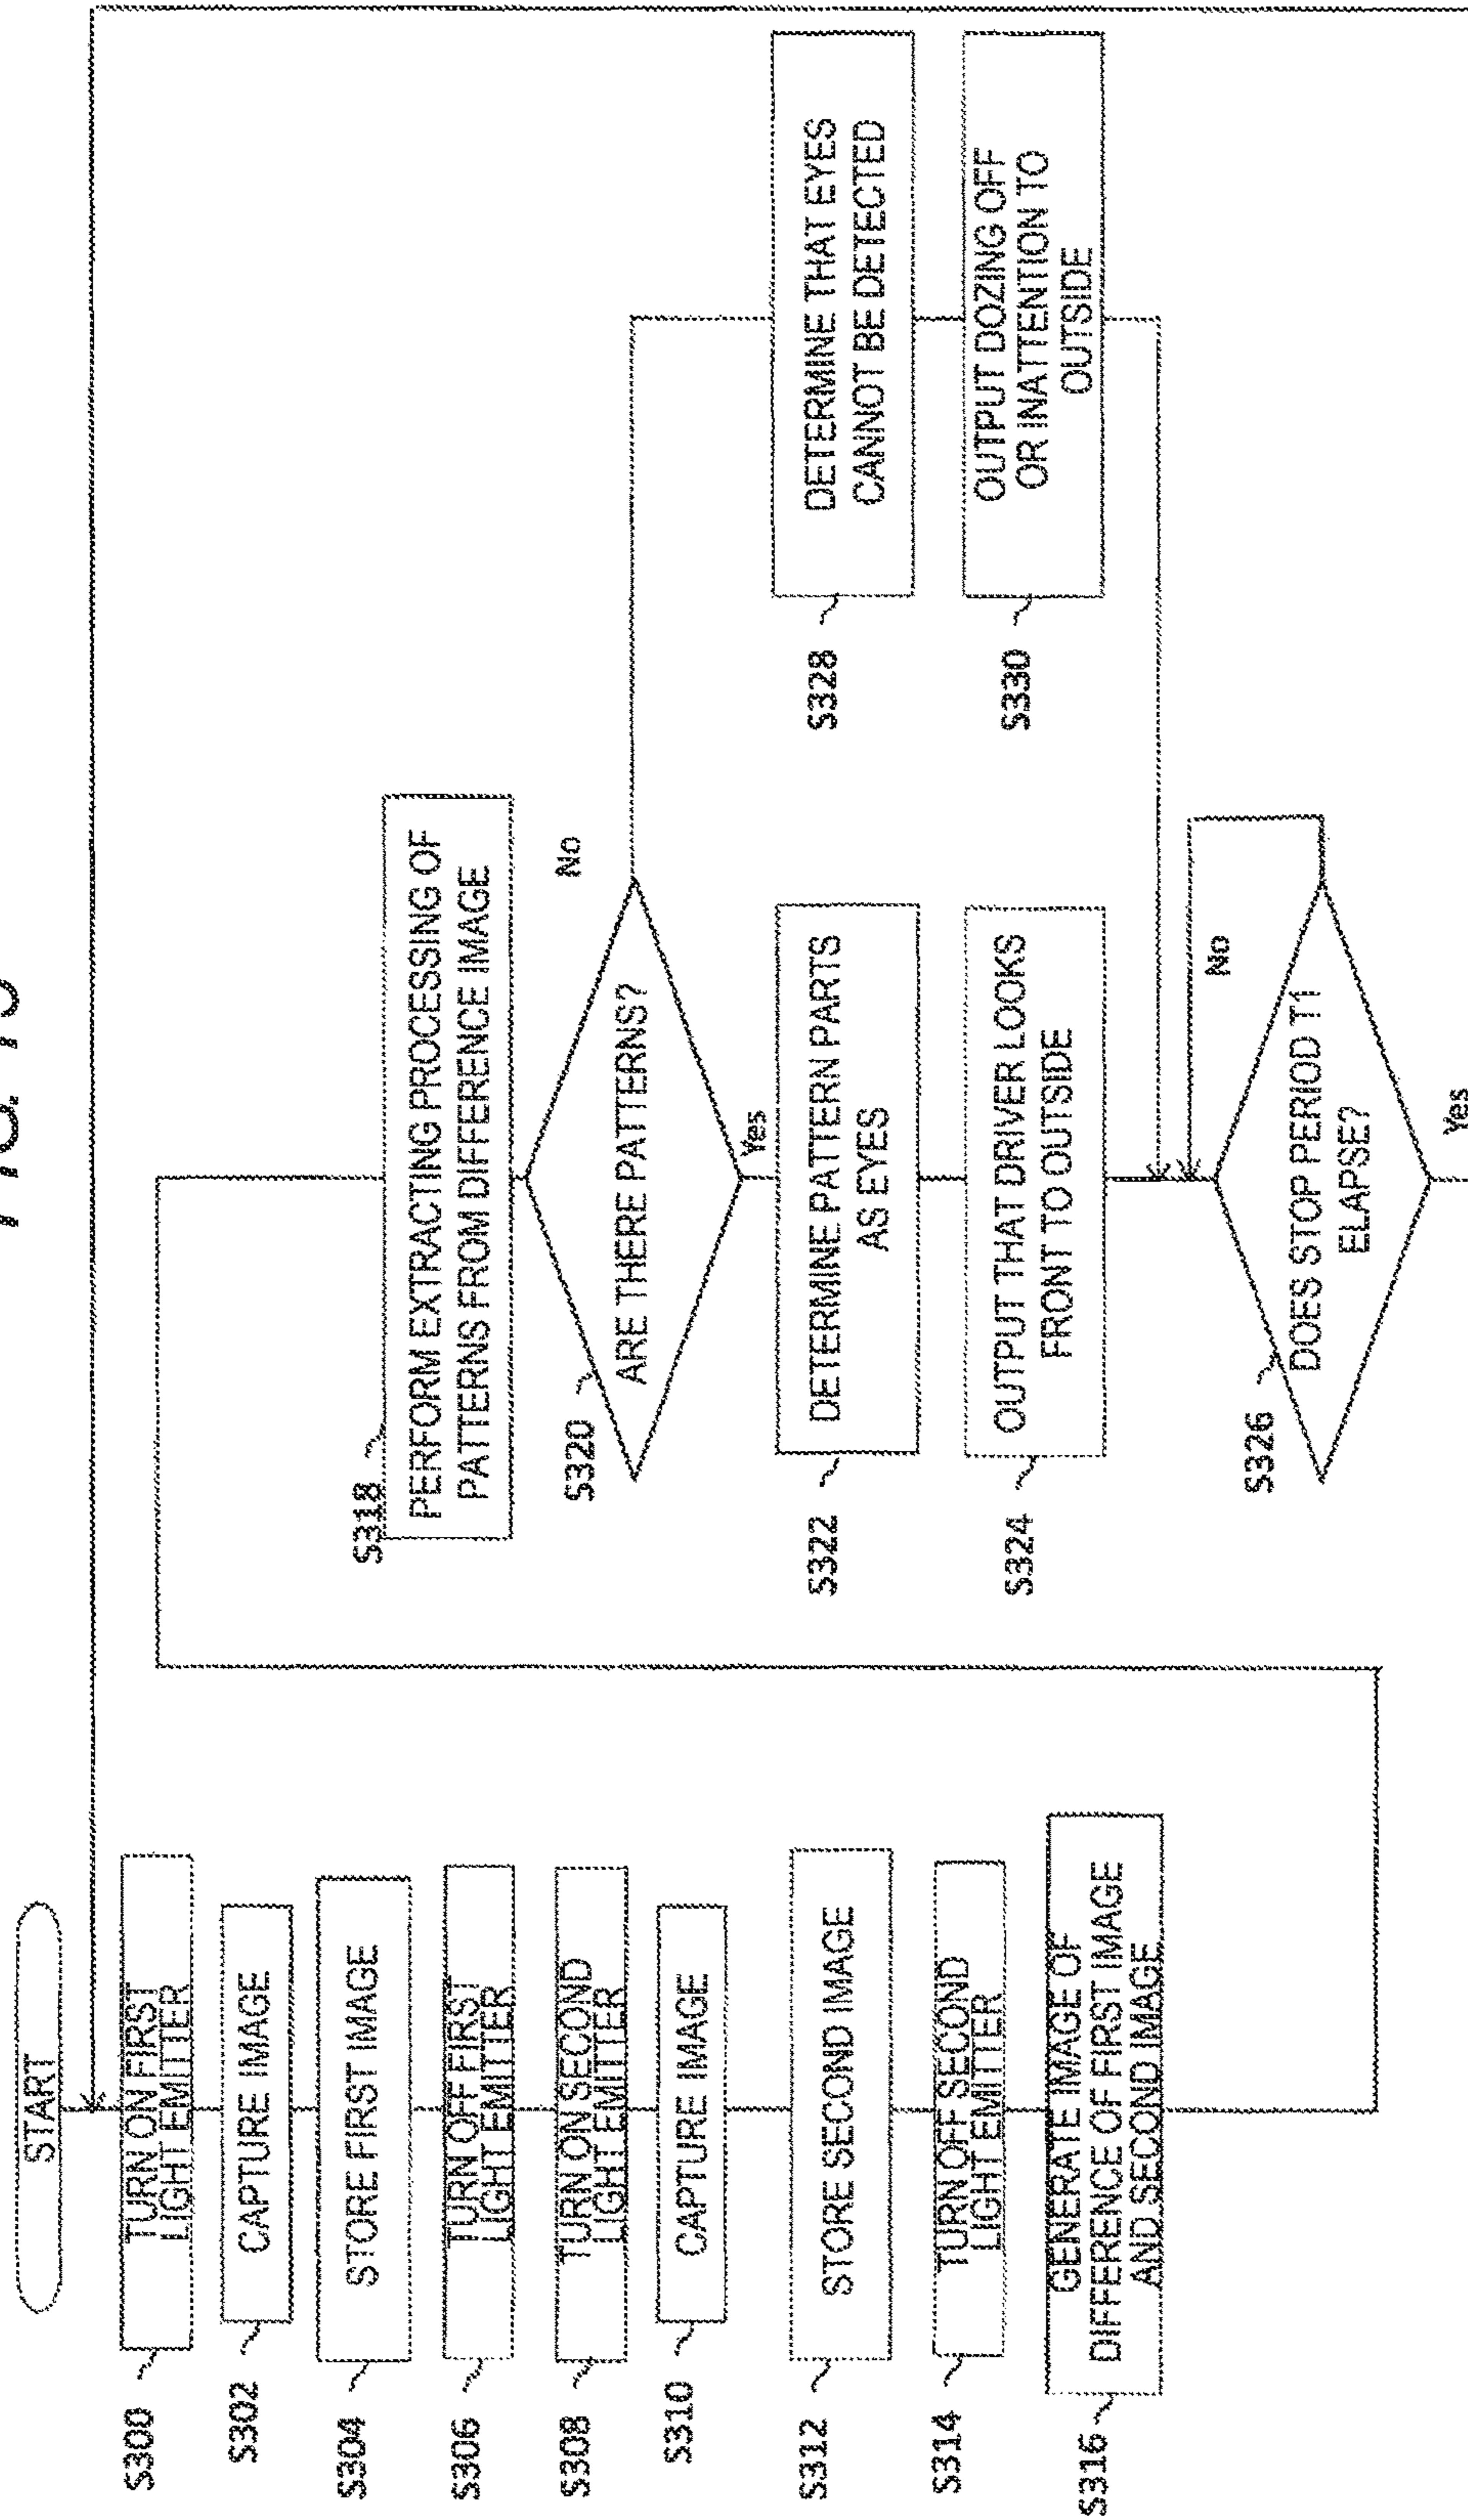 START
S300
TURN ON FIRST
LIGHT EMITTER
S302
CAPTURE IMAGE
S304
STORE FIRST IMAGE
S306
TURN OFF FIRST
LIGHT EMITTER
S308
TURN ON SECOND
LIGHT EMITTER
S310
CAPTURE IMAGE
S312
STORE SECOND IMAGE
S314
TURN OFF SECOND
LIGHT EMITTER
S316
GENERATE IMAGE OF
DIFFERENCE OF FIRST IMAGE
AND SECOND IMAGE
S318
PERFORM EXTRACTING PROCESSING OF
PATTERNS FROM DIFFERENCE IMAGE
S320
ARE THERE PATTERNS?
No
Yes
S322
DETERMINE PATTERN PARTS
AS EYES
S324
OUTPUT THAT DRIVER LOOKS
FRONT TO OUTSIDE
S326
DOES STOP PERIOD T1
ELAPSE?
No
Yes
S328
DETERMINE THAT EYES
CANNOT BE DETECTED
S330
OUTPUT DOZING OFF
OR INATTENTION TO
OUTSIDE